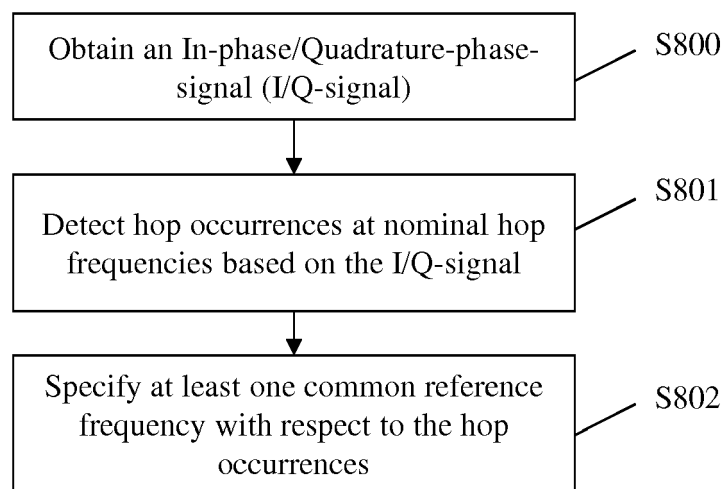 Obtain an In-phase/Quadrature-phase-
signal (I/Q-signal)
S800
Detect hop occurrences at nominal hop
frequencies based on the I/Q-signal
S801
Specify at least one common reference
frequency with respect to the hop
occurrences
S802